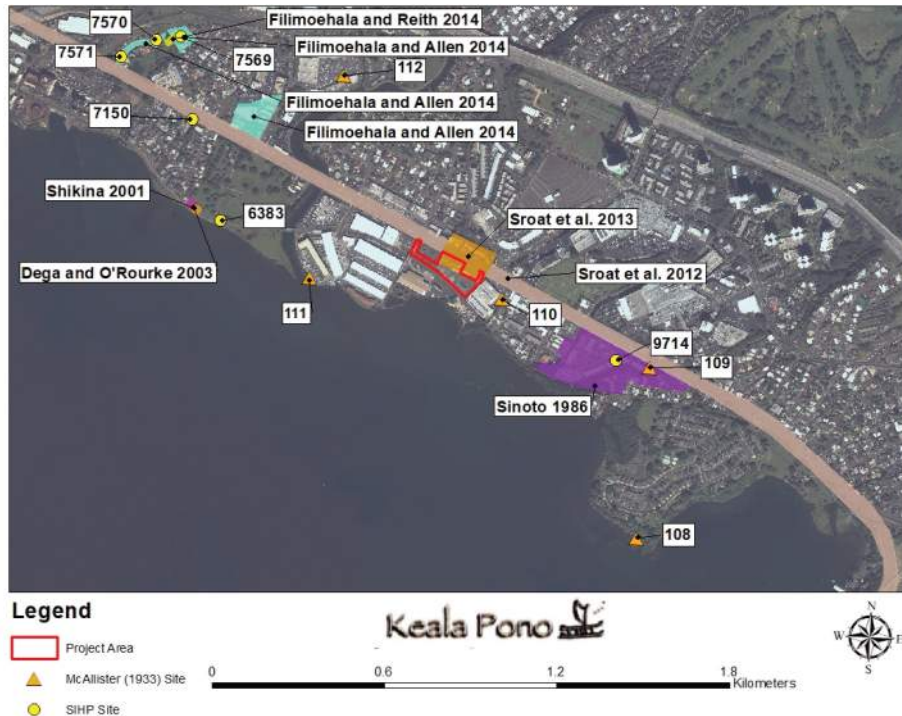 7570
Filimoehala and Reith 2014
7571
Filimoehala and Allen 2014
7569
112
Filimoehala and Allen 2014
7150
Filimoehala and Allen 2014
Shikina 2001
6383
Sroat et al. 2013
Dega and O'Rourke 2003
Sroat et al. 2012
111
110
9714
109
Sinoto 1986
108
Legend
Project Area
McAllister (1933) Site
SIHP Site
Keala Pono
0 0.6 1.2 1.8
Kilometers
N
W E
S